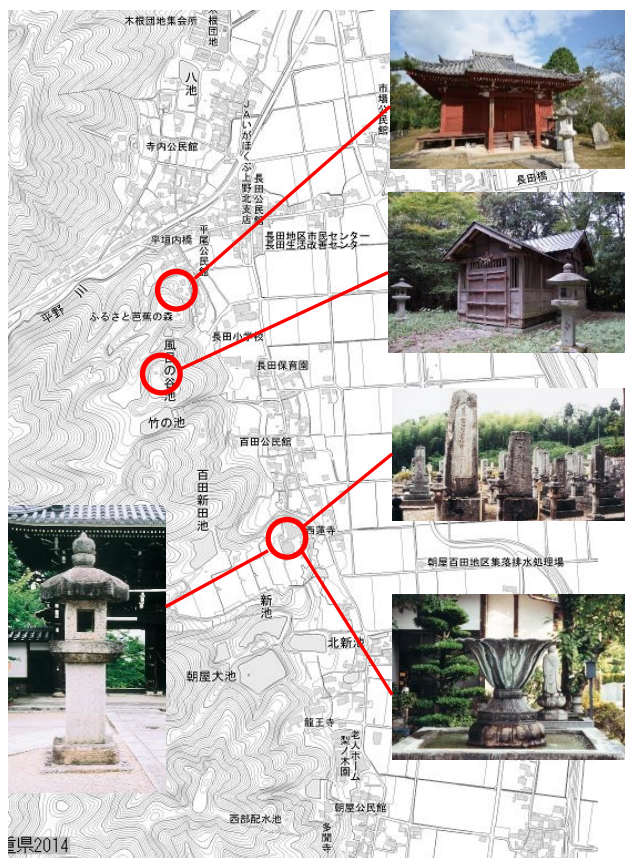 木根団地集会所
木根団地
八池
寺内公民館
JAいがほくぶ上野北支店
長田公民館
市場公民館
長田橋
平垣内橋
平尾公民館
長田地区市民センター
長田生活改善センター
平野川
ふるさと芭蕉の森
風呂の谷池
長田小学校
長田保育園
竹の池
百田公民館
百田新田池
西蓮寺
朝屋百田地区集落排水処理場
新池
北新池
朝屋大池
龍王寺
老人ホーム
梨ノ木園
朝屋公民館
西部配水池
多聞寺
重県2014